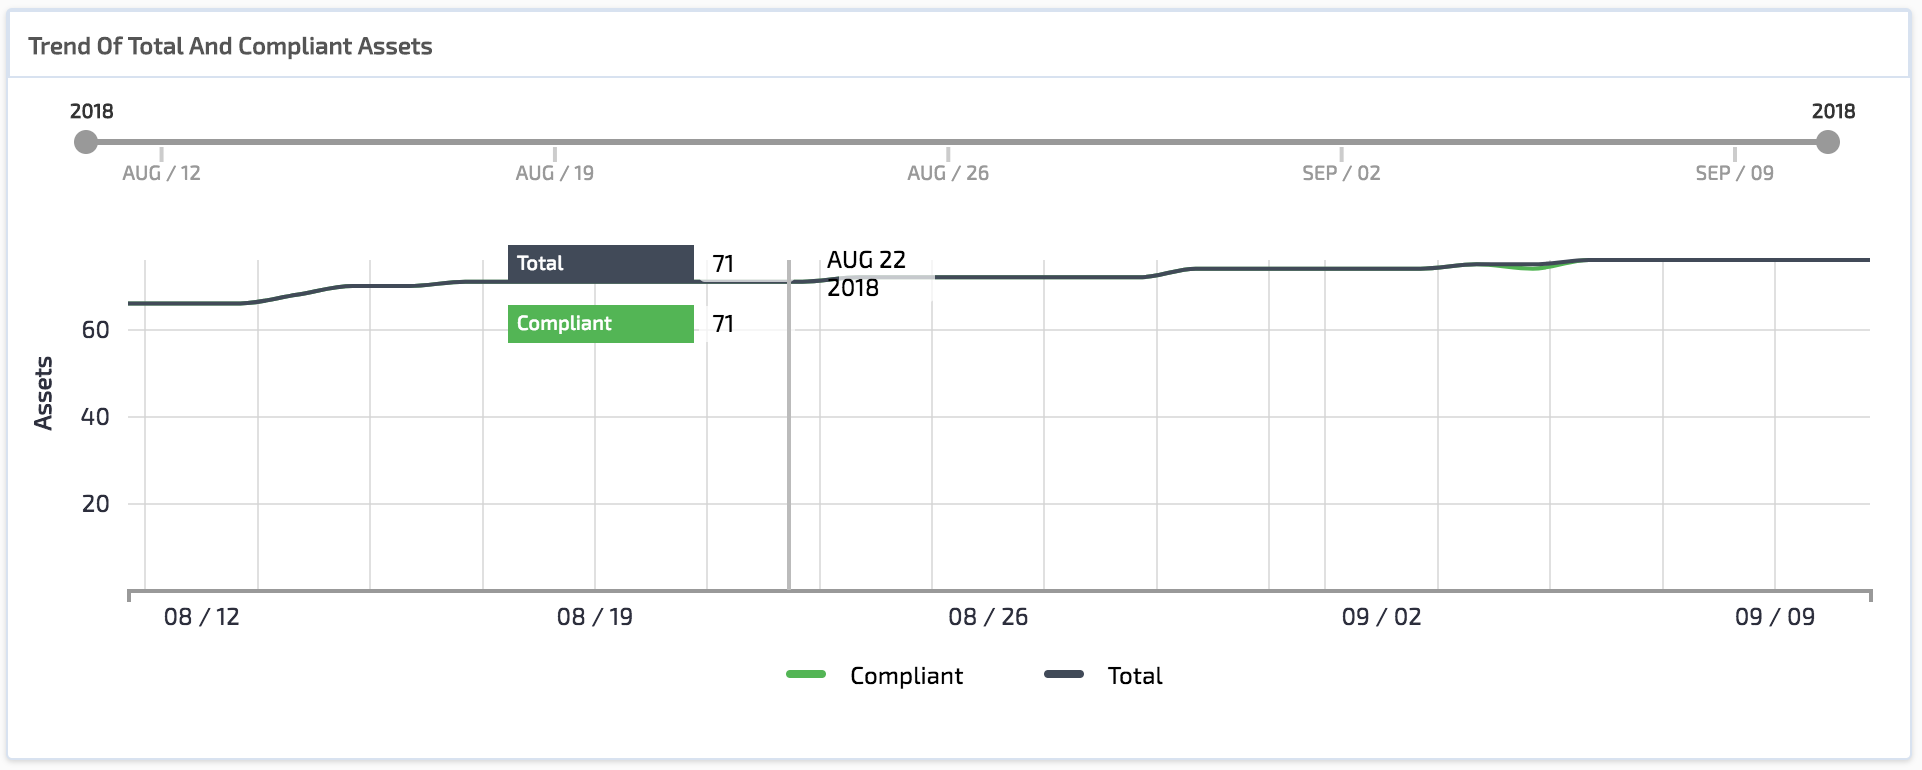 Trend Of Total And Compliant Assets
2018 2018
AUG / 12 AUG / 19 AUG / 26 SEP / 02 SEP / 09
Total 71 AUG 22
2018
Compliant 71
60
40
20
Assets
08 / 12 08 / 19 08 / 26 09 / 02 09 / 09
Compliant Total